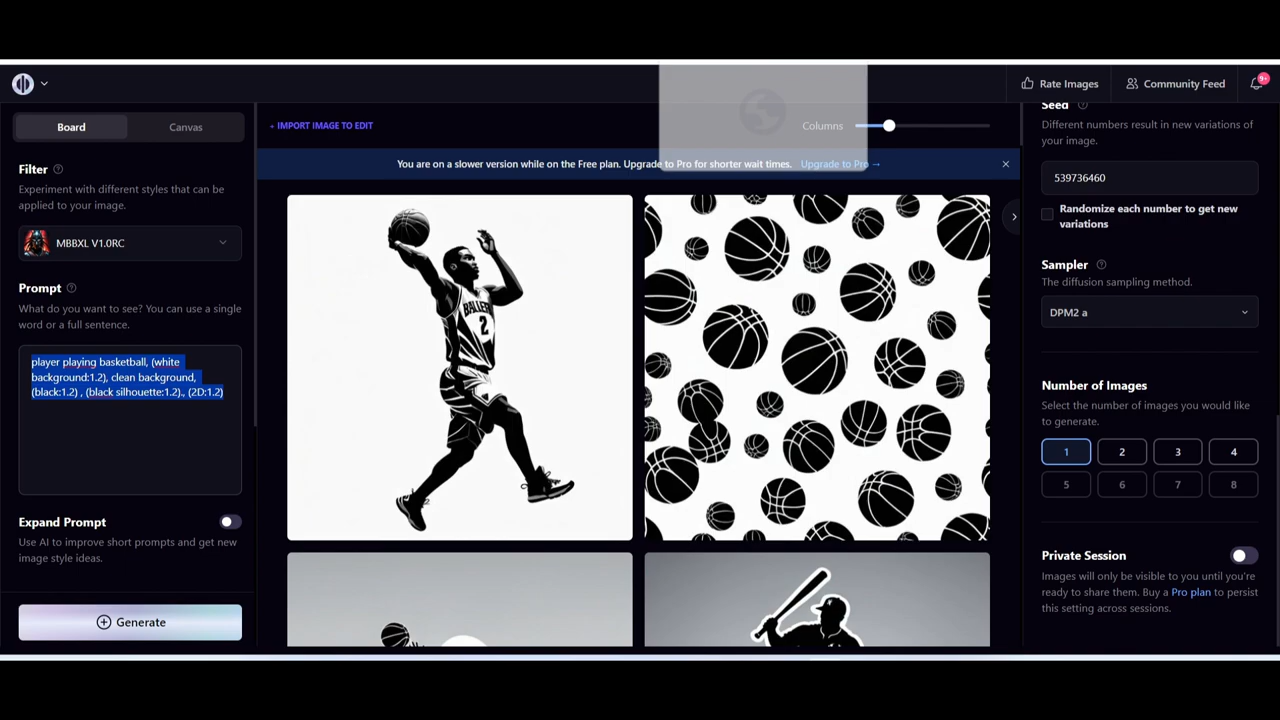 Rate Images
Community Feed
9+
Board
Canvas
+ IMPORT IMAGE TO EDIT
Columns
You are on a slower version while on the Free plan. Upgrade to Pro for shorter wait times. Upgrade to Pro →
Filter
Experiment with different styles that can be
applied to your image.
MBBXL V1.0RC
Prompt
What do you want to see? You can use a single
word or a full sentence.
player playing basketball, (white
background:1.2), clean background,
(black:1.2) , (black silhouette:1.2)., (2D:1.2)
Expand Prompt
Use AI to improve short prompts and get new
image style ideas.
Generate
BALLER
2
Seed
Different numbers result in new variations of
your image.
539736460
Randomize each number to get new
variations
Sampler
The diffusion sampling method.
DPM2 a
Number of Images
Select the number of images you would like
to generate.
1 2 3 4
5 6 7 8
Private Session
Images will only be visible to you until you're
ready to share them. Buy a Pro plan to persist
this setting across sessions.